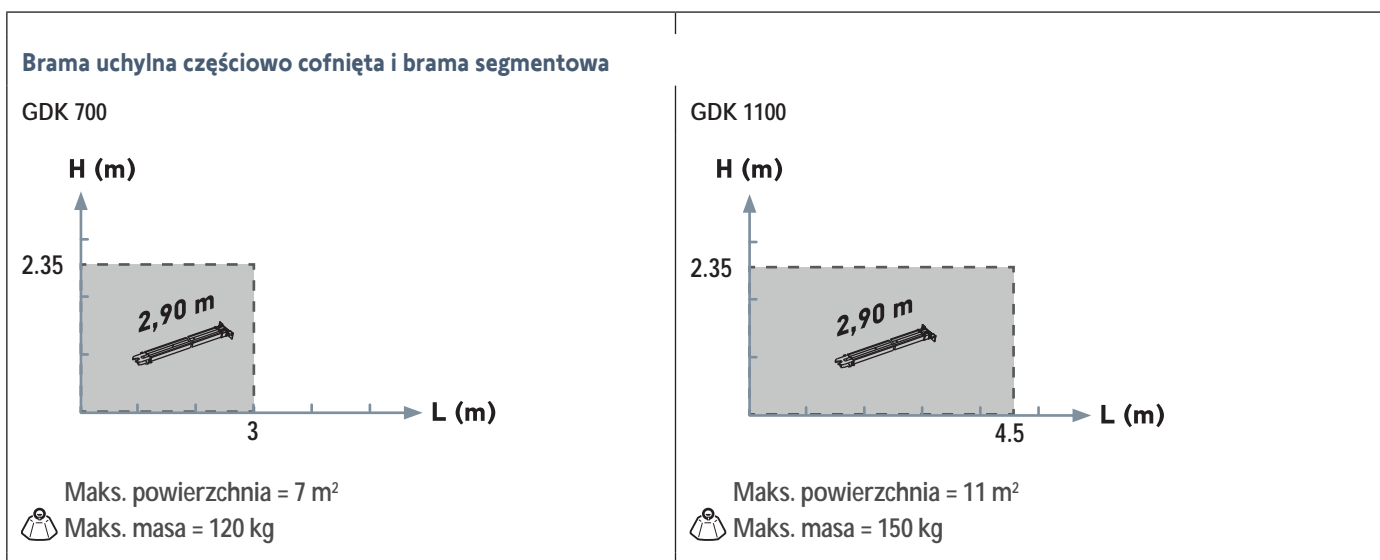 Brama uchylna częściowo cofnięta i brama segmentowa
GDK 700
H (m)
2.35
2,90 m
L (m)
3
Maks. powierzchnia = 7 m²
Maks. masa = 120 kg
GDK 1100
H (m)
2.35
2,90 m
L (m)
4.5
Maks. powierzchnia = 11 m²
Maks. masa = 150 kg